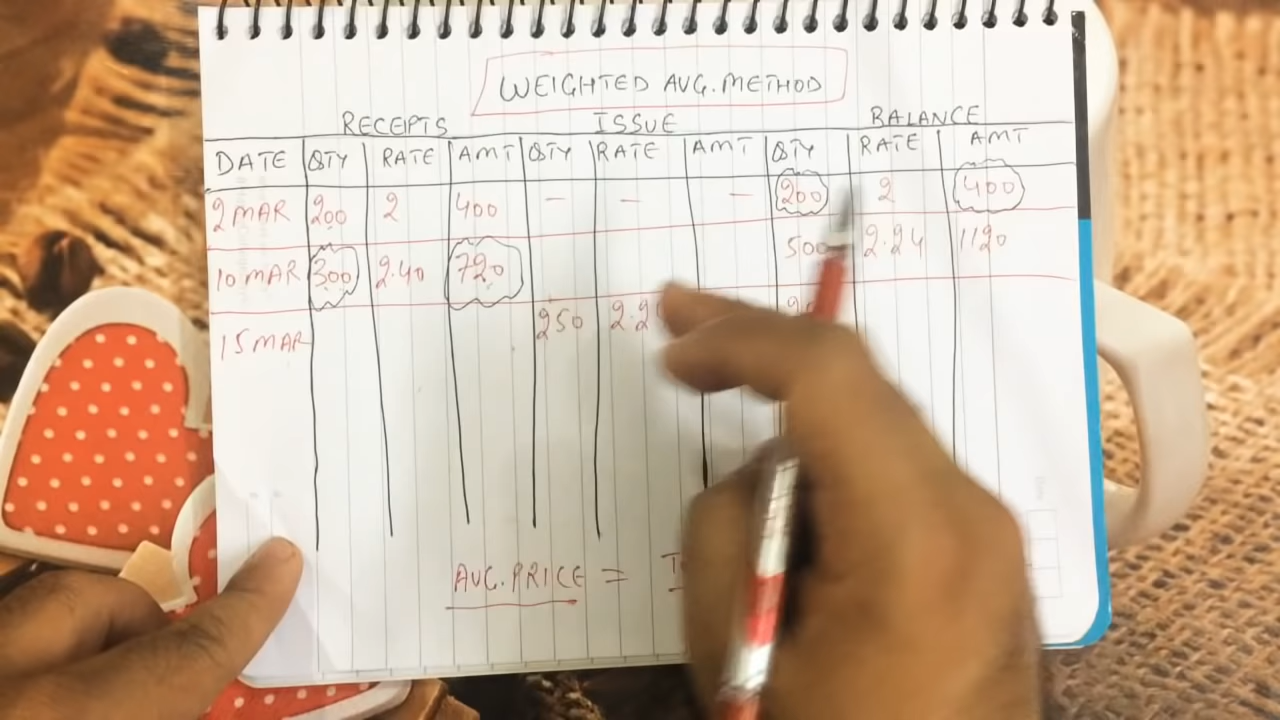 WEIGHTED AVG. METHOD
RECEIPTS ISSUE BALANCE
DATE QTY RATE AMT QTY RATE AMT QTY RATE AMT
2 MAR 200 2 400 - - - 200 2 400
10 MAR 300 2.40 720 500 2.24 1120
15 MAR 250
AVG. PRICE =